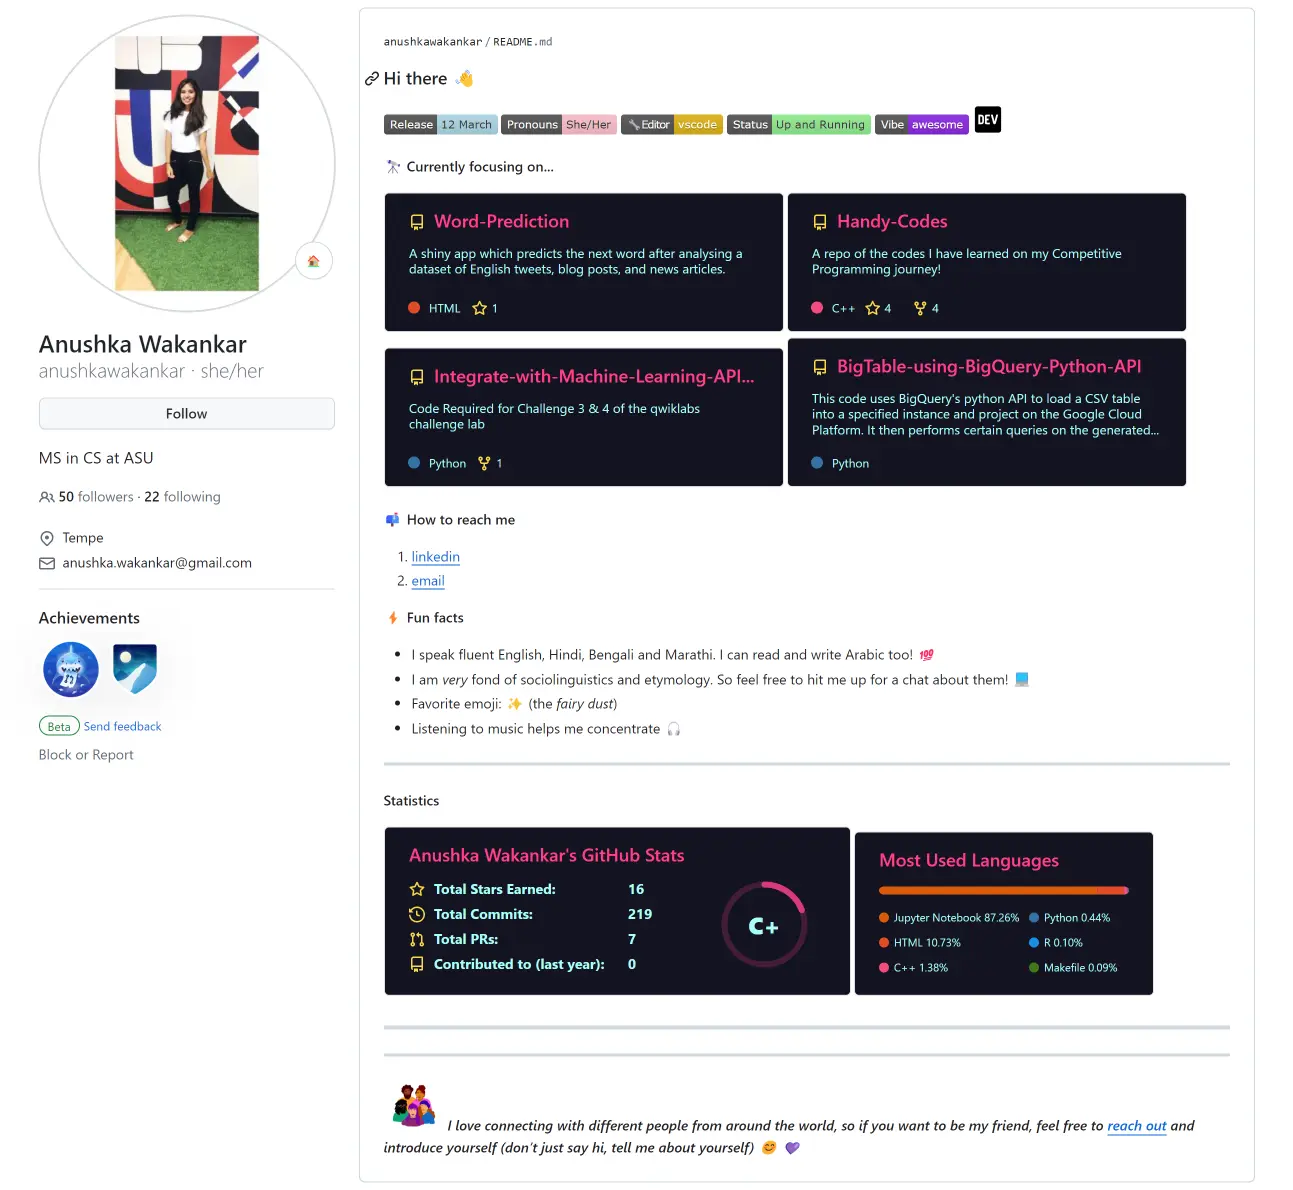 Anushka Wakankar
anushkawakankar · she/her
Follow
MS in CS at ASU
50 followers · 22 following
Tempe
anushka.wakankar@gmail.com
Achievements
Beta Send feedback
Block or Report
anushkawakankar / README.md
Hi there 👋
Release 12 March Pronouns She/Her 🔧Editor vscode Status Up and Running Vibe awesome DEV
🔭 Currently focusing on...
Word-Prediction
A shiny app which predicts the next word after analysing a
dataset of English tweets, blog posts, and news articles.
HTML 1
Handy-Codes
A repo of the codes I have learned on my Competitive
Programming journey!
C++ 4 4
Integrate-with-Machine-Learning-API...
Code Required for Challenge 3 & 4 of the qwiklabs
challenge lab
Python 1
BigTable-using-BigQuery-Python-API
This code uses BigQuery's python API to load a CSV table
into a specified instance and project on the Google Cloud
Platform. It then performs certain queries on the generated...
Python
📫 How to reach me
1. linkedin
2. email
⚡ Fun facts
• I speak fluent English, Hindi, Bengali and Marathi. I can read and write Arabic too! 💯
• I am very fond of sociolinguistics and etymology. So feel free to hit me up for a chat about them! 💻
• Favorite emoji: ✨ (the fairy dust)
• Listening to music helps me concentrate 🎧
Statistics
Anushka Wakankar's GitHub Stats
Total Stars Earned: 16
Total Commits: 219
Total PRs: 7
Contributed to (last year): 0
C+
Most Used Languages
Jupyter Notebook 87.26% Python 0.44%
HTML 10.73% R 0.10%
C++ 1.38% Makefile 0.09%
I love connecting with different people from around the world, so if you want to be my friend, feel free to reach out and
introduce yourself (don't just say hi, tell me about yourself) 😊 💜